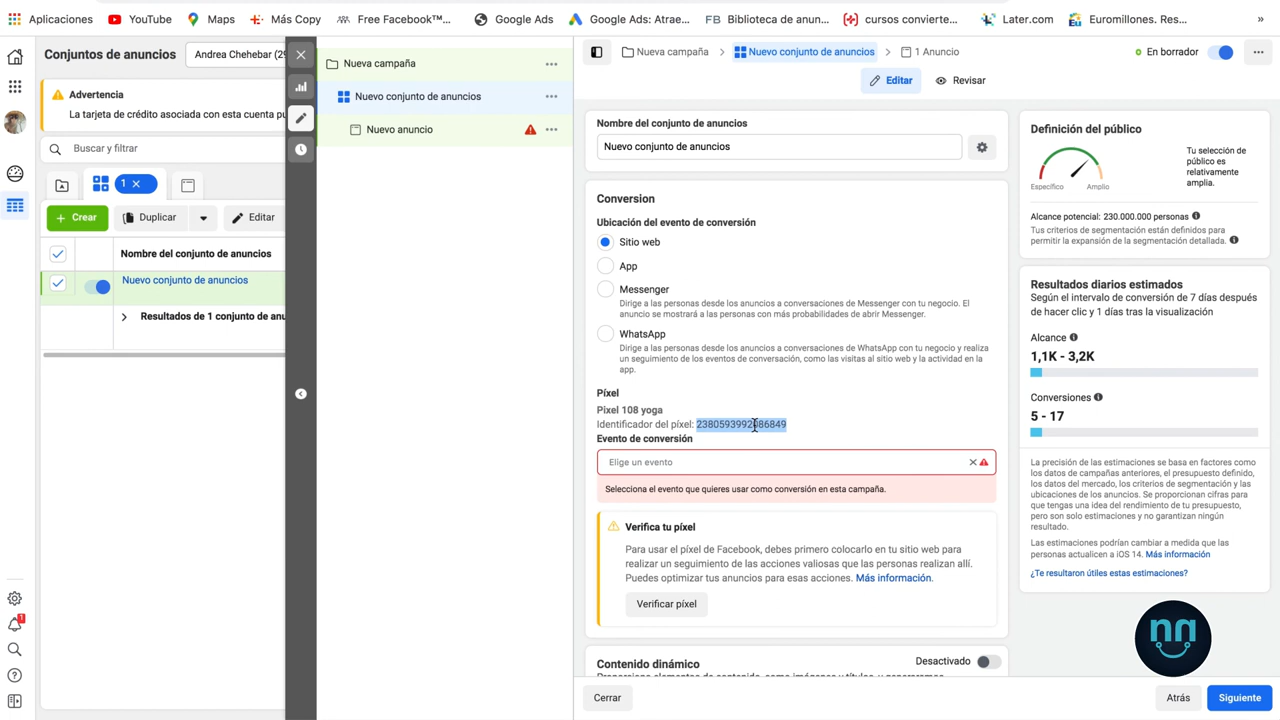 Aplicaciones
YouTube
Maps
Más Copy
Free Facebook™...
Google Ads
Google Ads: Atrae...
FB Biblioteca de anun...
cursos convierte...
Later.com
Euromillones. Res...
»
Conjuntos de anuncios
Andrea Chehebar (29
Advertencia
La tarjeta de crédito asociada con esta cuenta pu
Buscar y filtrar
1
Crear
Duplicar
Editar
Nombre del conjunto de anuncios
Nuevo conjunto de anuncios
Resultados de 1 conjunto de anu
1
Nueva campaña
Nuevo conjunto de anuncios
Nuevo anuncio
Nueva campaña
Nuevo conjunto de anuncios
1 Anuncio
En borrador
Editar
Revisar
Nombre del conjunto de anuncios
Nuevo conjunto de anuncios
Conversion
Ubicación del evento de conversión
Sitio web
App
Messenger
Dirige a las personas desde los anuncios a conversaciones de Messenger con tu negocio. El
anuncio se mostrará a las personas con más probabilidades de abrir Messenger.
WhatsApp
Dirige a las personas desde los anuncios a conversaciones de WhatsApp con tu negocio y realiza
un seguimiento de los eventos de conversación, como las visitas al sitio web y la actividad en la
app.
Píxel
Pixel 108 yoga
Identificador del píxel:
Evento de conversión
Elige un evento
Selecciona el evento que quieres usar como conversión en esta campaña.
Verifica tu píxel
Para usar el píxel de Facebook, debes primero colocarlo en tu sitio web para
realizar un seguimiento de las acciones valiosas que las personas realizan allí.
Puedes optimizar tus anuncios para esas acciones. Más información.
Verificar píxel
Contenido dinámico
Desactivado
Cerrar
Atrás
Siguiente
Definición del público
Específico
Amplio
Tu selección de
público es
relativamente
amplia.
Alcance potencial: 230.000.000 personas
Tus criterios de segmentación están definidos para
permitir la expansión de la segmentación detallada.
Resultados diarios estimados
Según el intervalo de conversión de 7 días después
de hacer clic y 1 días tras la visualización
Alcance
1,1K - 3,2K
Conversiones
5 - 17
La precisión de las estimaciones se basa en factores como
los datos de campañas anteriores, el presupuesto definido,
los datos del mercado, los criterios de segmentación y las
ubicaciones de los anuncios. Se proporcionan cifras para
que tengas una idea del rendimiento de tu presupuesto,
pero son solo estimaciones y no garantizan ningún
resultado.
Las estimaciones podrían cambiar a medida que las
personas actualicen a iOS 14. Más información
¿Te resultaron útiles estas estimaciones?